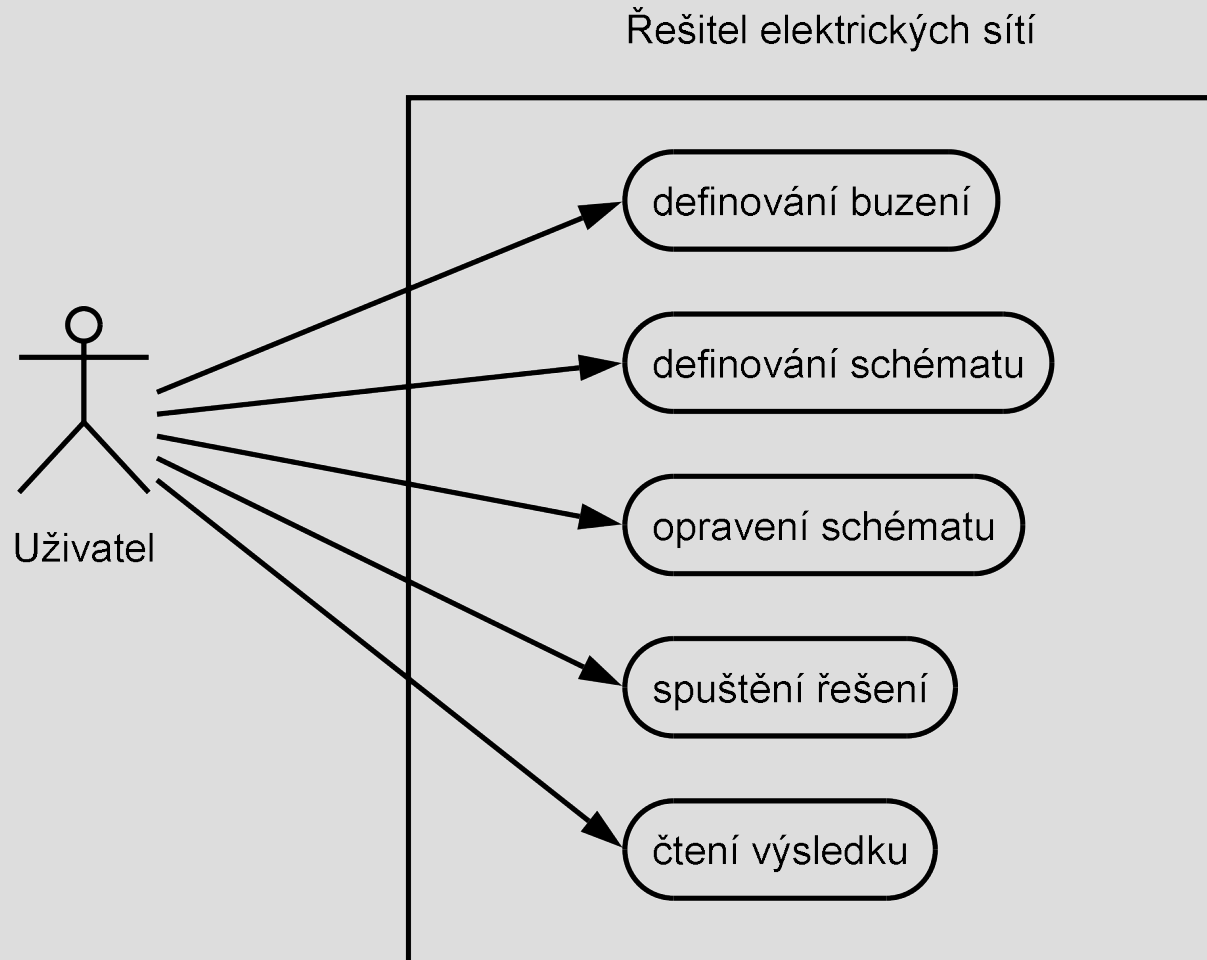 Řešitel elektrických sítí
definování buzení
definování schématu
opravení schématu
Uživatel
spuštění řešení
čtení výsledku